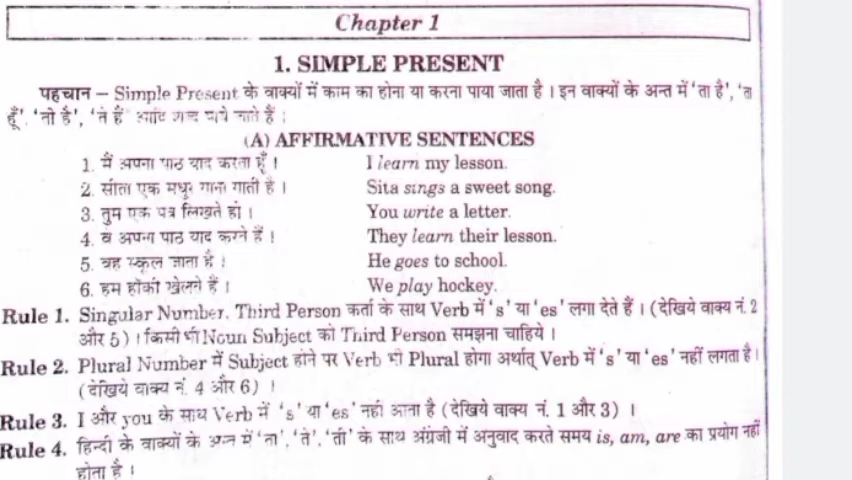 Chapter 1
1. SIMPLE PRESENT
पहचान – Simple Present के वाक्यों में काम का होना या करना पाया जाता है । इन वाक्यों के अन्त में 'ता है', 'ता
हूँ', 'ती है', 'ते हैं' आदि शब्द पाये जाते हैं ।
(A) AFFIRMATIVE SENTENCES
1. मैं अपना पाठ याद करता हूँ । I learn my lesson.
2. सीता एक मधुर गाना गाती है । Sita sings a sweet song.
3. तुम एक पत्र लिखते हो । You write a letter.
4. वे अपना पाठ याद करते हैं । They learn their lesson.
5. वह स्कूल जाता है । He goes to school.
6. हम हॉकी खेलते हैं । We play hockey.
Rule 1. Singular Number, Third Person कर्ता के साथ Verb में 's' या 'es' लगा देते हैं । (देखिये वाक्य नं. 2
और 5) । किसी भी Noun Subject को Third Person समझना चाहिये ।
Rule 2. Plural Number में Subject होने पर Verb भी Plural होगा अर्थात् Verb में 's' या 'es' नहीं लगता है ।
(देखिये वाक्य नं. 4 और 6) ।
Rule 3. I और you के साथ Verb में 's' या 'es' नहीं आता है (देखिये वाक्य नं. 1 और 3) ।
Rule 4. हिन्दी के वाक्यों के अन्त में 'ता', 'ते', 'ती' के साथ अंग्रेजी में अनुवाद करते समय is, am, are का प्रयोग नहीं
होता है ।